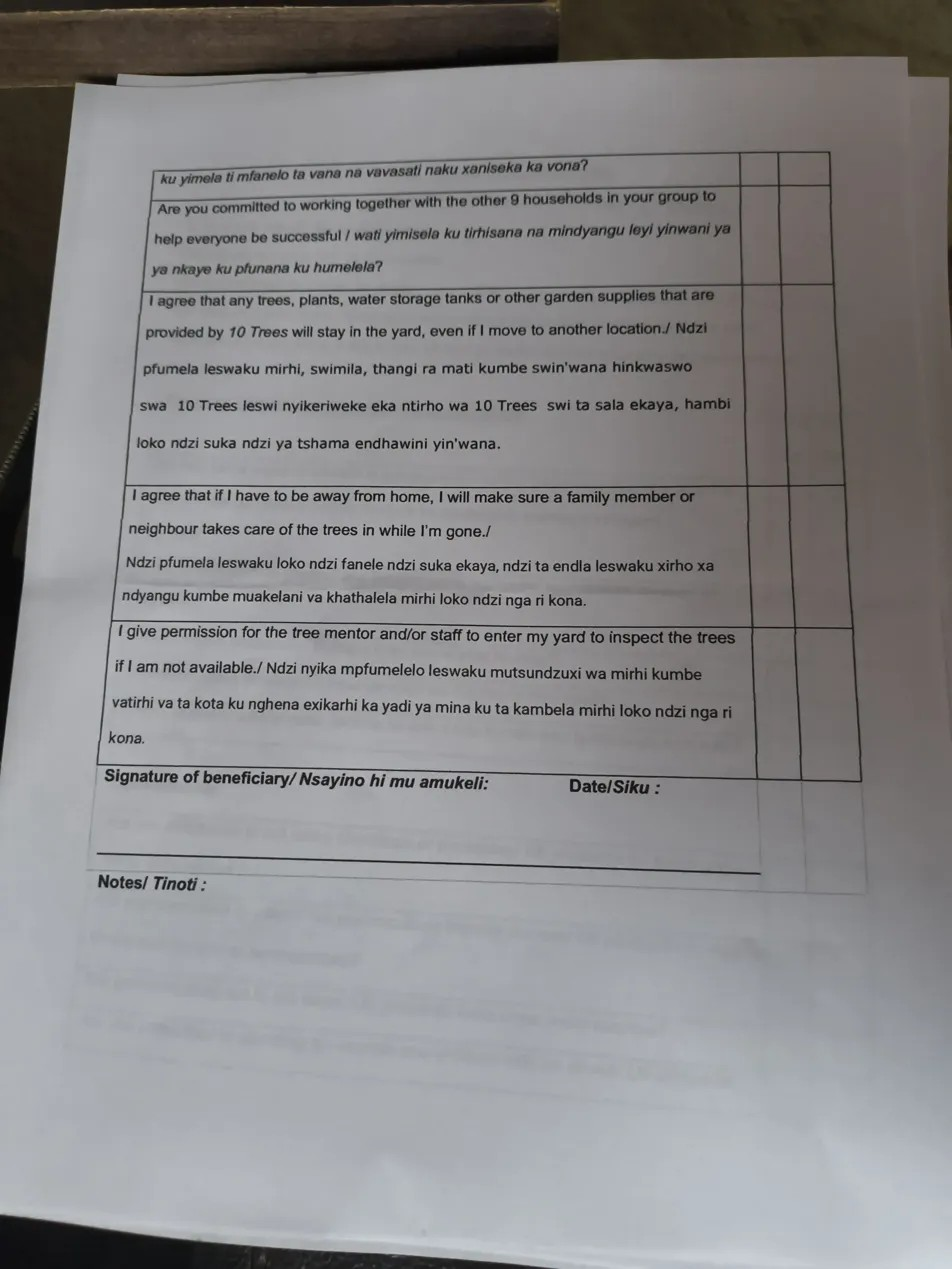 ku yimela ti mfanelo ta vana na vavasati naku xaniseka ka vona?
Are you committed to working together with the other 9 households in your group to
help everyone be successful / wati yimisela ku tirhisana na mindyangu leyi yinwani ya
ya nkaye ku pfunana ku humelela?
I agree that any trees, plants, water storage tanks or other garden supplies that are
provided by 10 Trees will stay in the yard, even if I move to another location./ Ndzi
pfumela leswaku mirhi, swimila, thangi ra mati kumbe swin'wana hinkwaswo
swa 10 Trees leswi nyikeriweke eka ntirho wa 10 Trees swi ta sala ekaya, hambi
loko ndzi suka ndzi ya tshama endhawini yin'wana.
I agree that if I have to be away from home, I will make sure a family member or
neighbour takes care of the trees in while I'm gone./
Ndzi pfumela leswaku loko ndzi fanele ndzi suka ekaya, ndzi ta endla leswaku xirho xa
ndyangu kumbe muakelani va khathalela mirhi loko ndzi nga ri kona.
I give permission for the tree mentor and/or staff to enter my yard to inspect the trees
if I am not available./ Ndzi nyika mpfumelelo leswaku mutsundzuxi wa mirhi kumbe
vatirhi va ta kota ku nghena exikarhi ka yadi ya mina ku ta kambela mirhi loko ndzi nga ri
kona.
Signature of beneficiary/ Nsayino hi mu amukeli: Date/Siku :
Notes/ Tinoti :